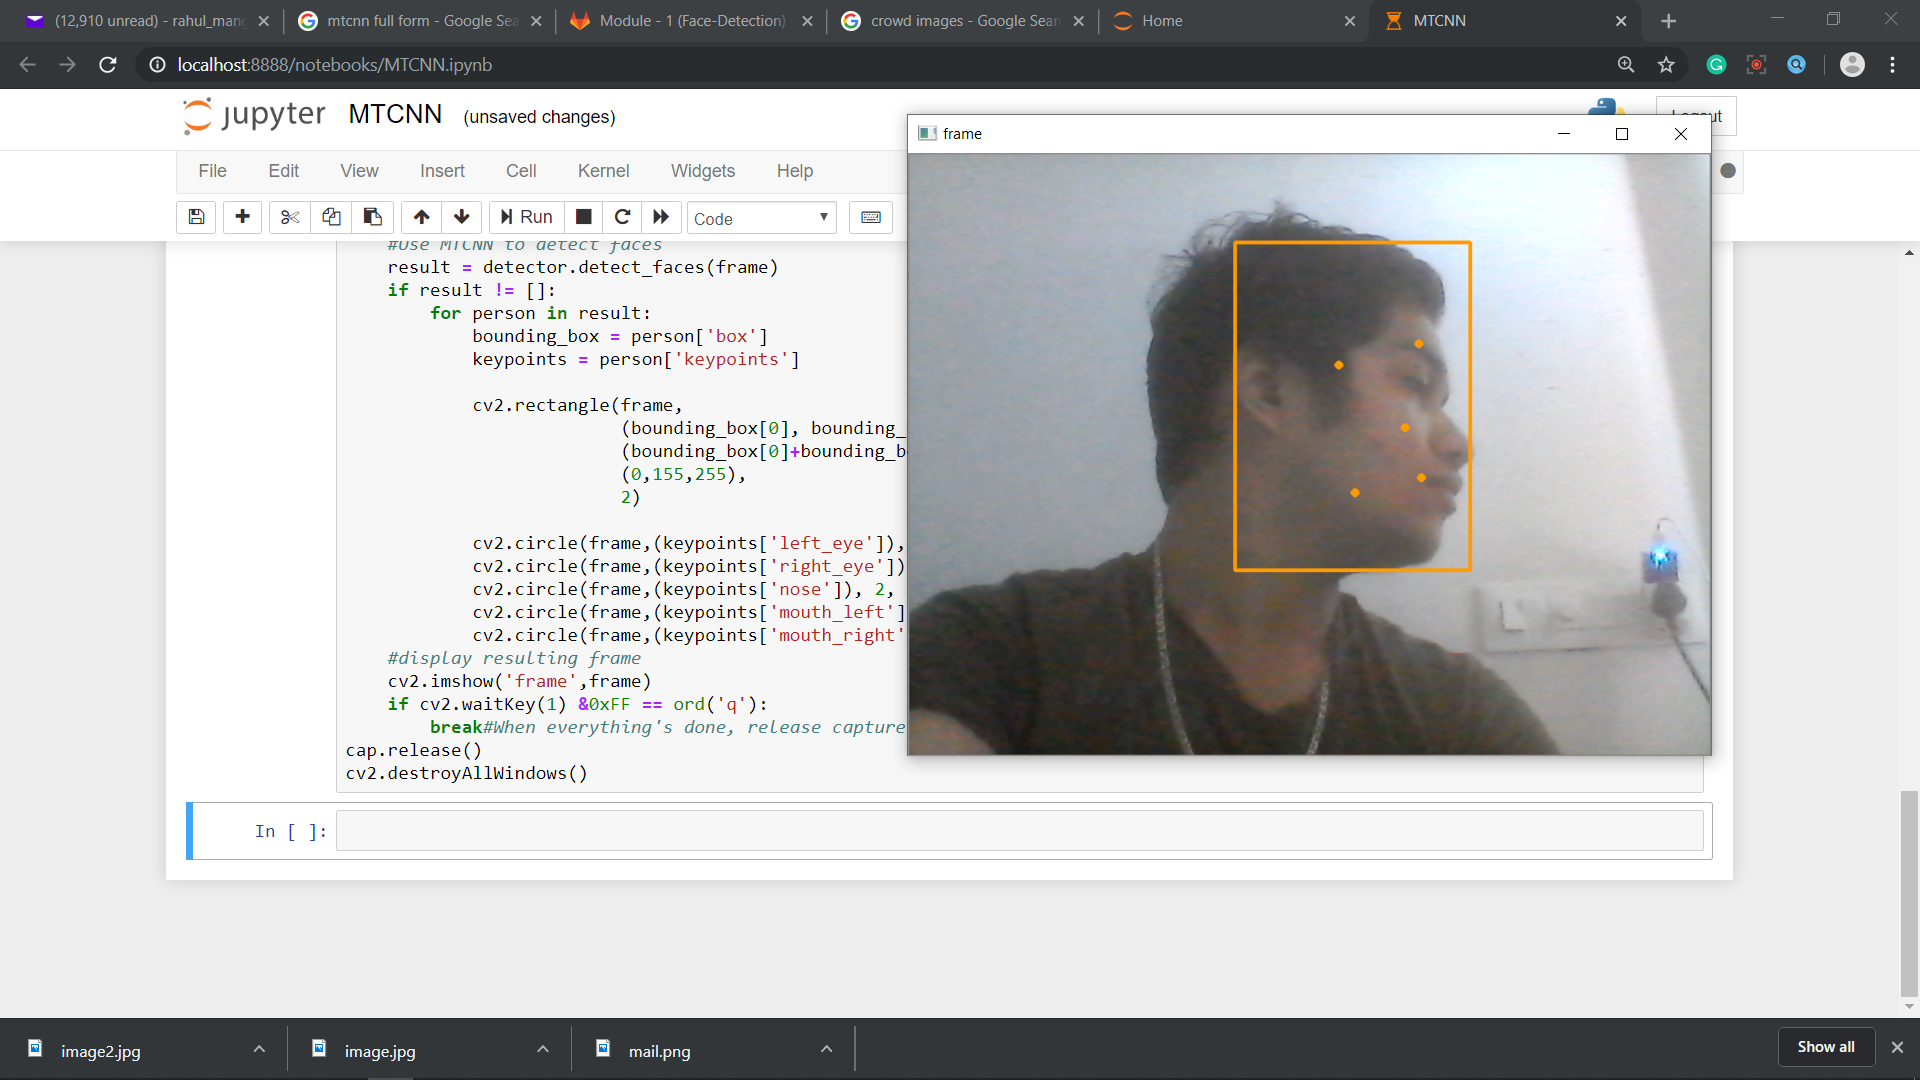 (12,910 unread) - rahul_mang
mtcnn full form - Google Sea
Module - 1 (Face-Detection)
crowd images - Google Sear
Home
MTCNN
localhost:8888/notebooks/MTCNN.ipynb
jupyter MTCNN (unsaved changes)
Logout
File Edit View Insert Cell Kernel Widgets Help
Run
Code
frame
#Use MTCNN to detect faces
result = detector.detect_faces(frame)
if result != []:
for person in result:
bounding_box = person['box']
keypoints = person['keypoints']
cv2.rectangle(frame,
(bounding_box[0], bounding_
(bounding_box[0]+bounding_b
(0,155,255),
2)
cv2.circle(frame,(keypoints['left_eye']),
cv2.circle(frame,(keypoints['right_eye'])
cv2.circle(frame,(keypoints['nose']), 2,
cv2.circle(frame,(keypoints['mouth_left']
cv2.circle(frame,(keypoints['mouth_right'
#display resulting frame
cv2.imshow('frame',frame)
if cv2.waitKey(1) &0xFF == ord('q'):
break#When everything's done, release capture
cap.release()
cv2.destroyAllWindows()
In [ ]:
image2.jpg
image.jpg
mail.png
Show all